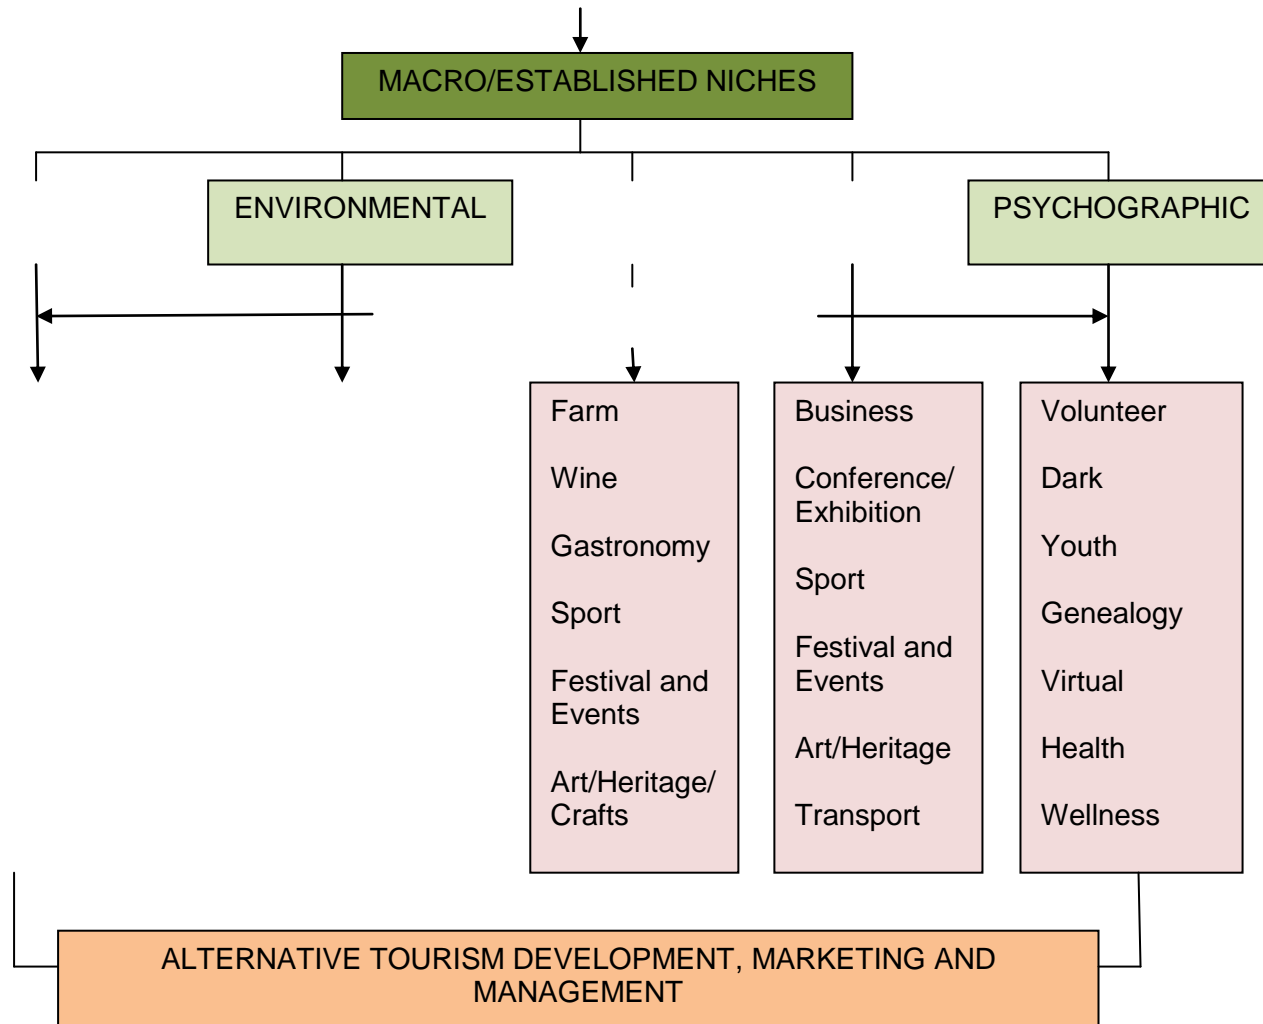 MACRO/ESTABLISHED NICHES
ENVIRONMENTAL
PSYCHOGRAPHIC
Farm
Wine
Gastronomy
Sport
Festival and
Events
Art/Heritage/
Crafts
Business
Conference/
Exhibition
Sport
Festival and
Events
Art/Heritage
Transport
Volunteer
Dark
Youth
Genealogy
Virtual
Health
Wellness
ALTERNATIVE TOURISM DEVELOPMENT, MARKETING AND
MANAGEMENT